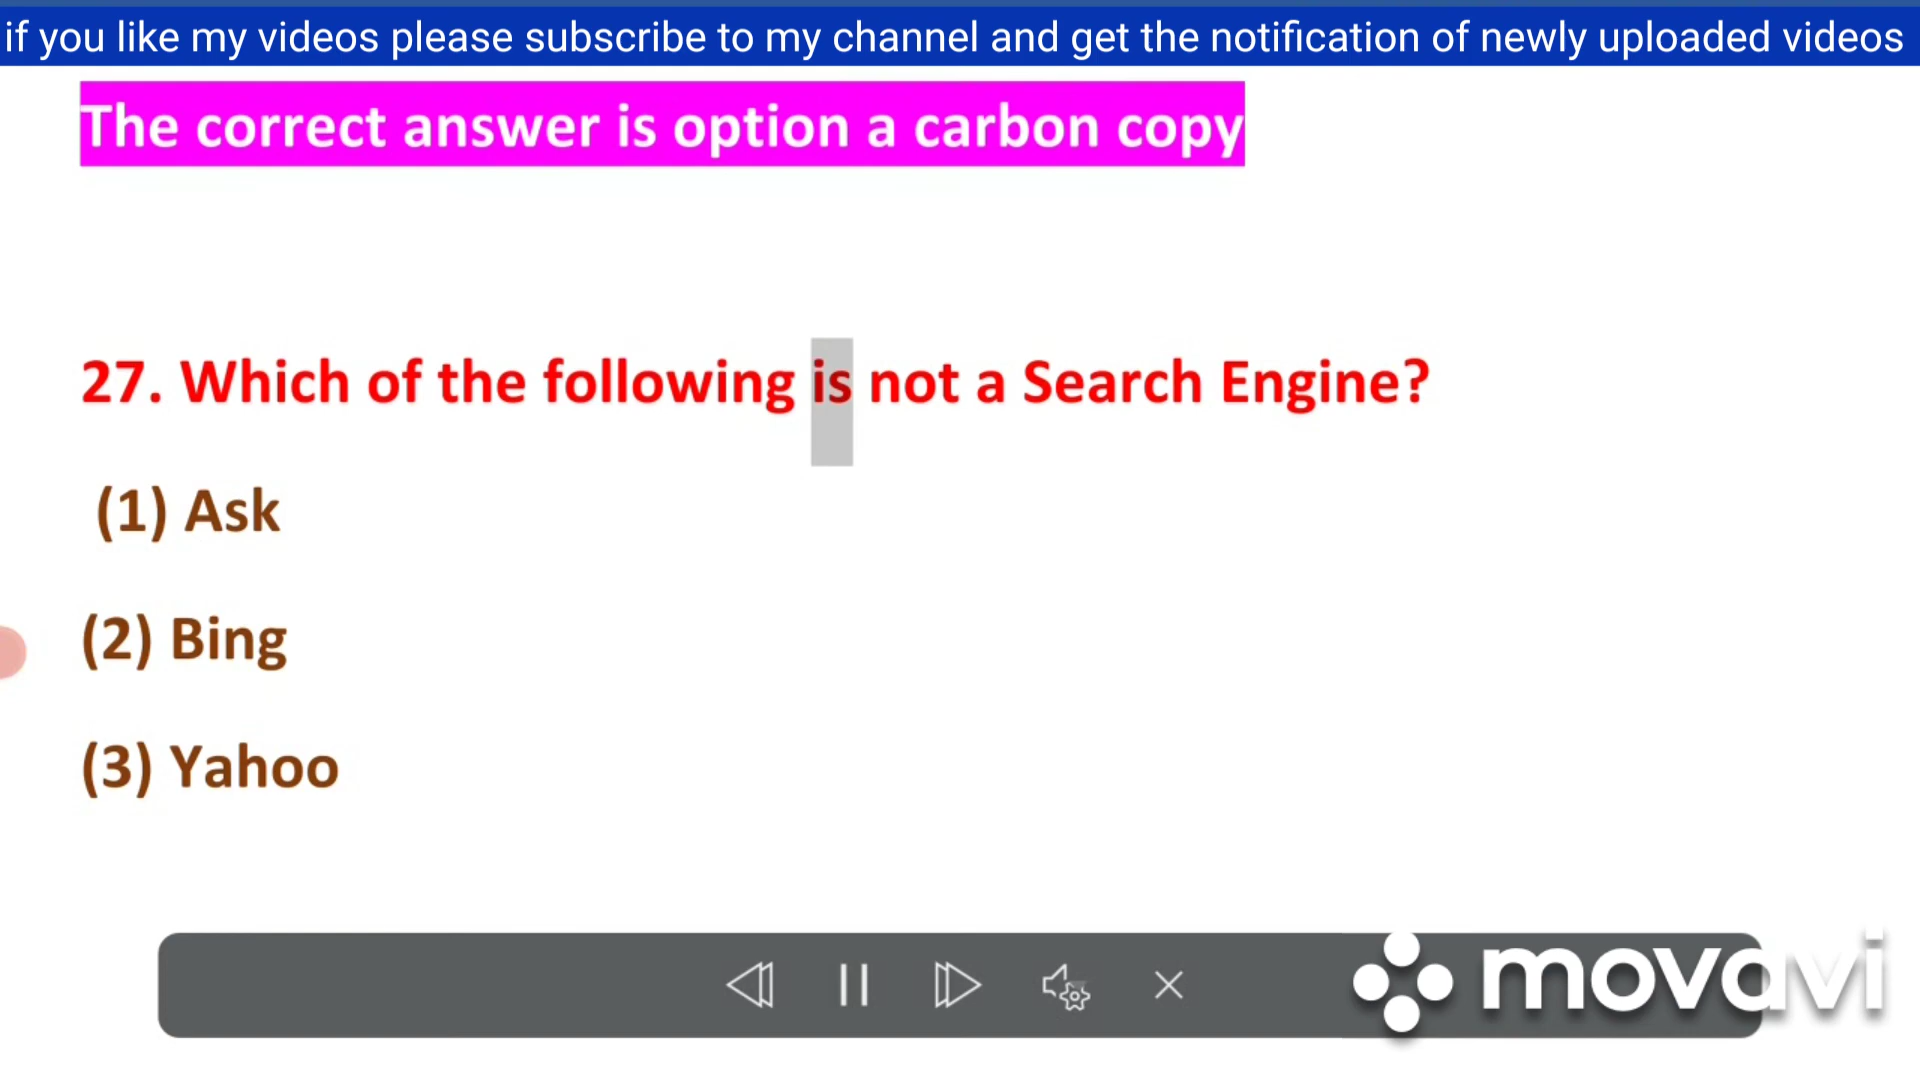 if you like my videos please subscribe to my channel and get the notification of newly uploaded videos
The correct answer is option a carbon copy
27. Which of the following is not a Search Engine?
(1) Ask
(2) Bing
(3) Yahoo
movavi